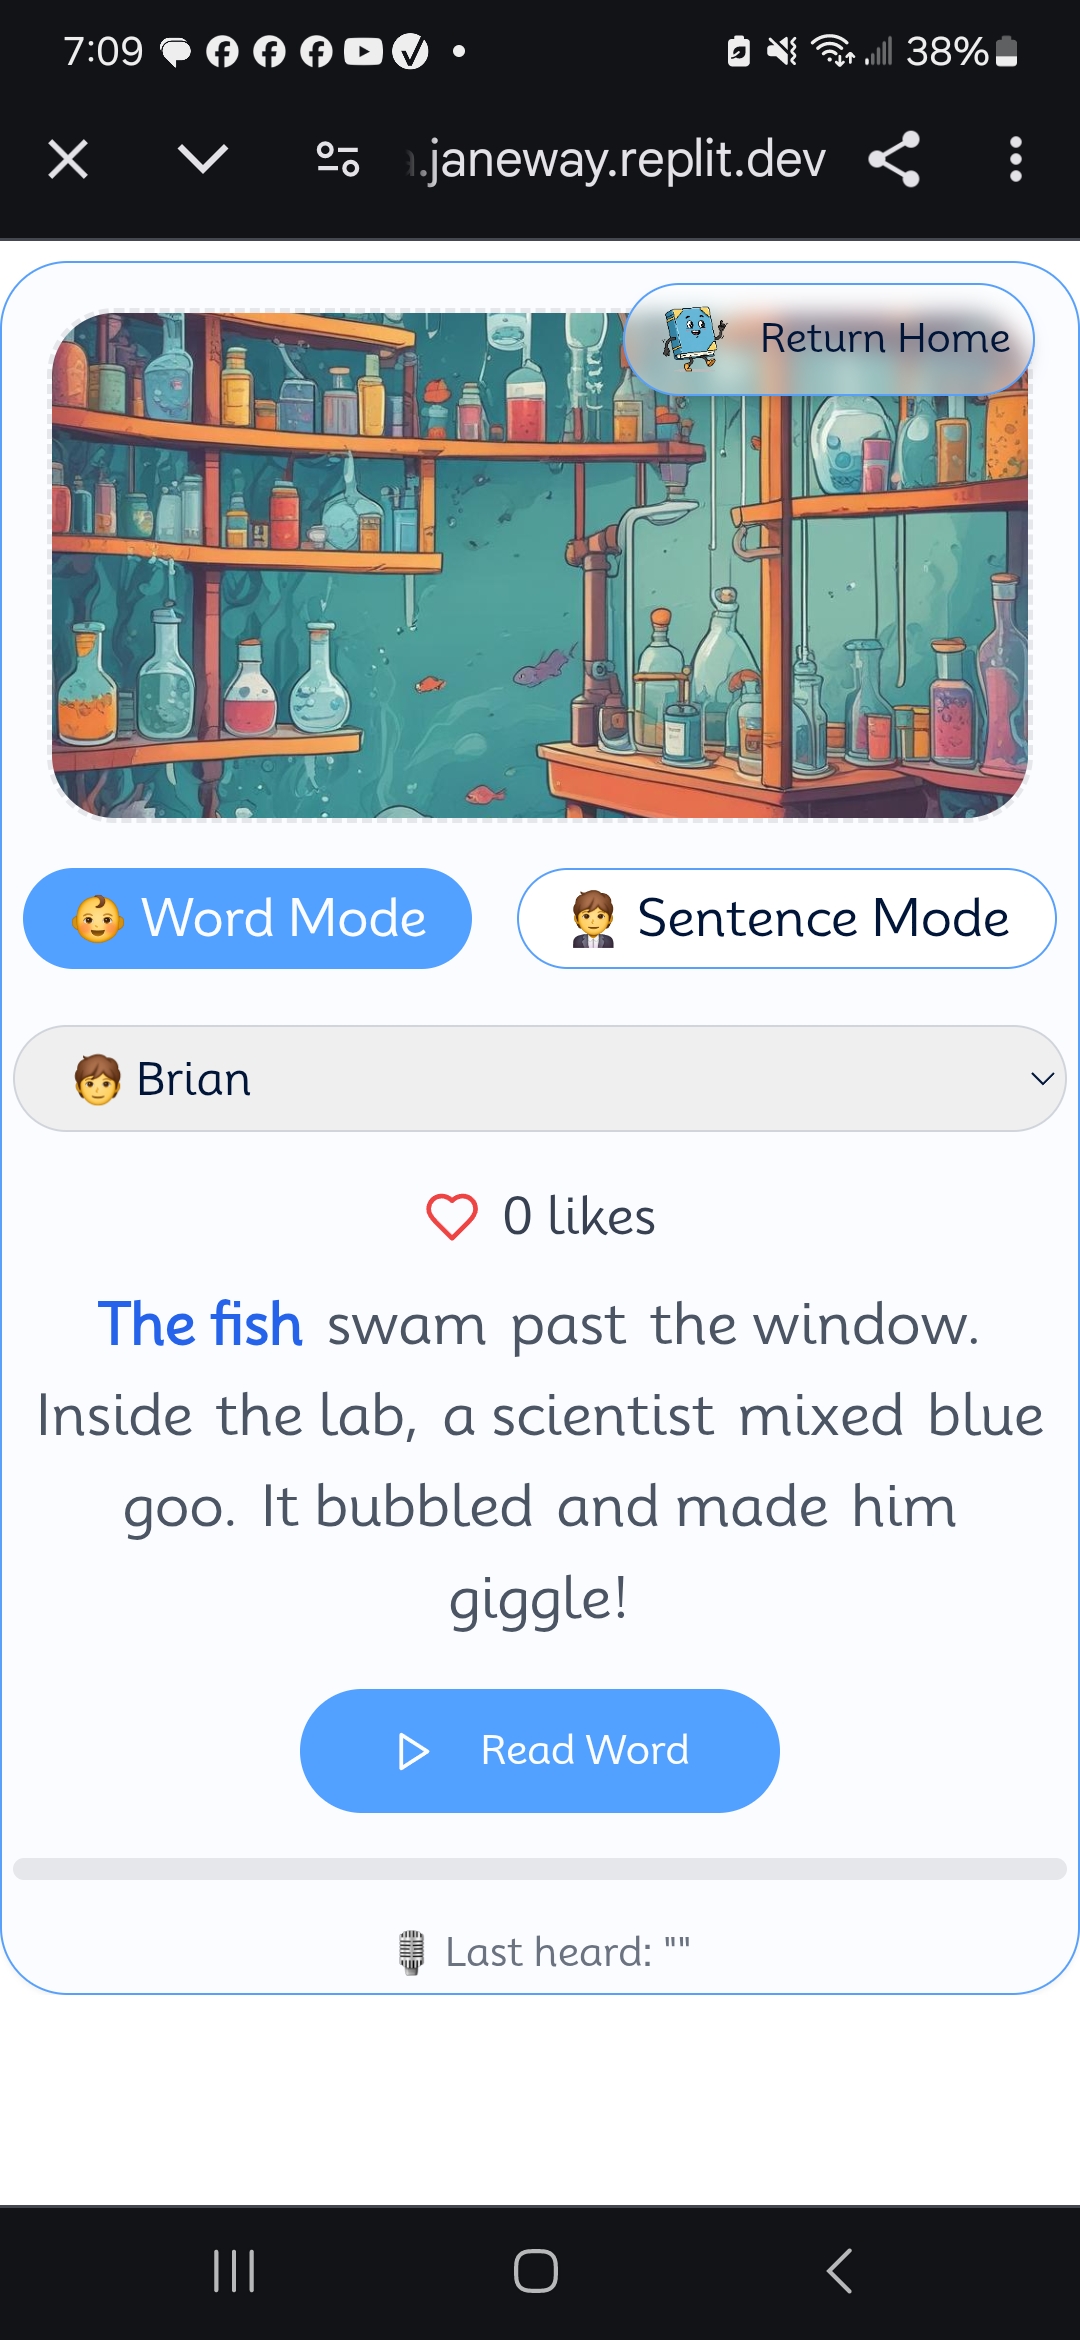 7:09
38%
.janeway.replit.dev
Return Home
Word Mode
Sentence Mode
Brian
0 likes
The fish swam past the window.
Inside the lab, a scientist mixed blue
goo. It bubbled and made him
giggle!
Read Word
Last heard: ""